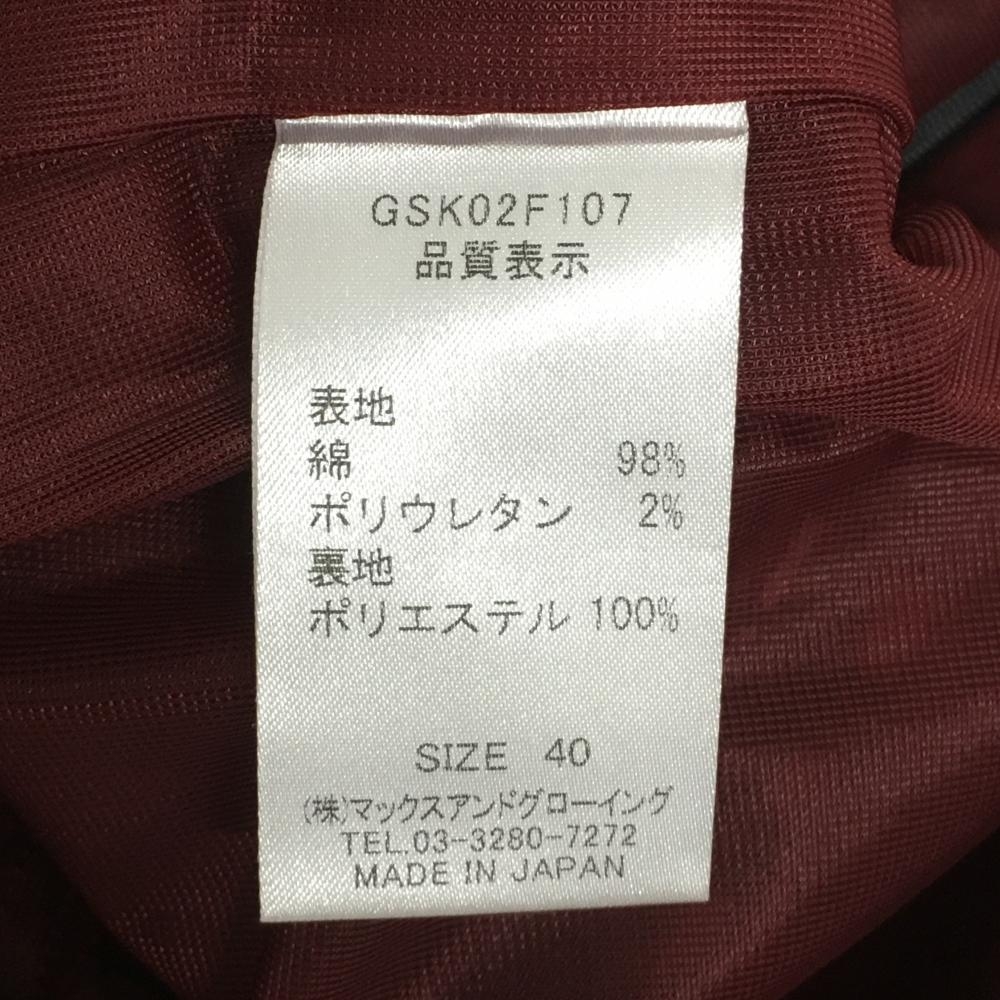 GSK02F107
品質表示
表地
綿 98%
ポリウレタン 2%
裏地
ポリエステル 100%
SIZE 40
(株)マックスアンドグローイング
TEL.03-3280-7272
MADE IN JAPAN